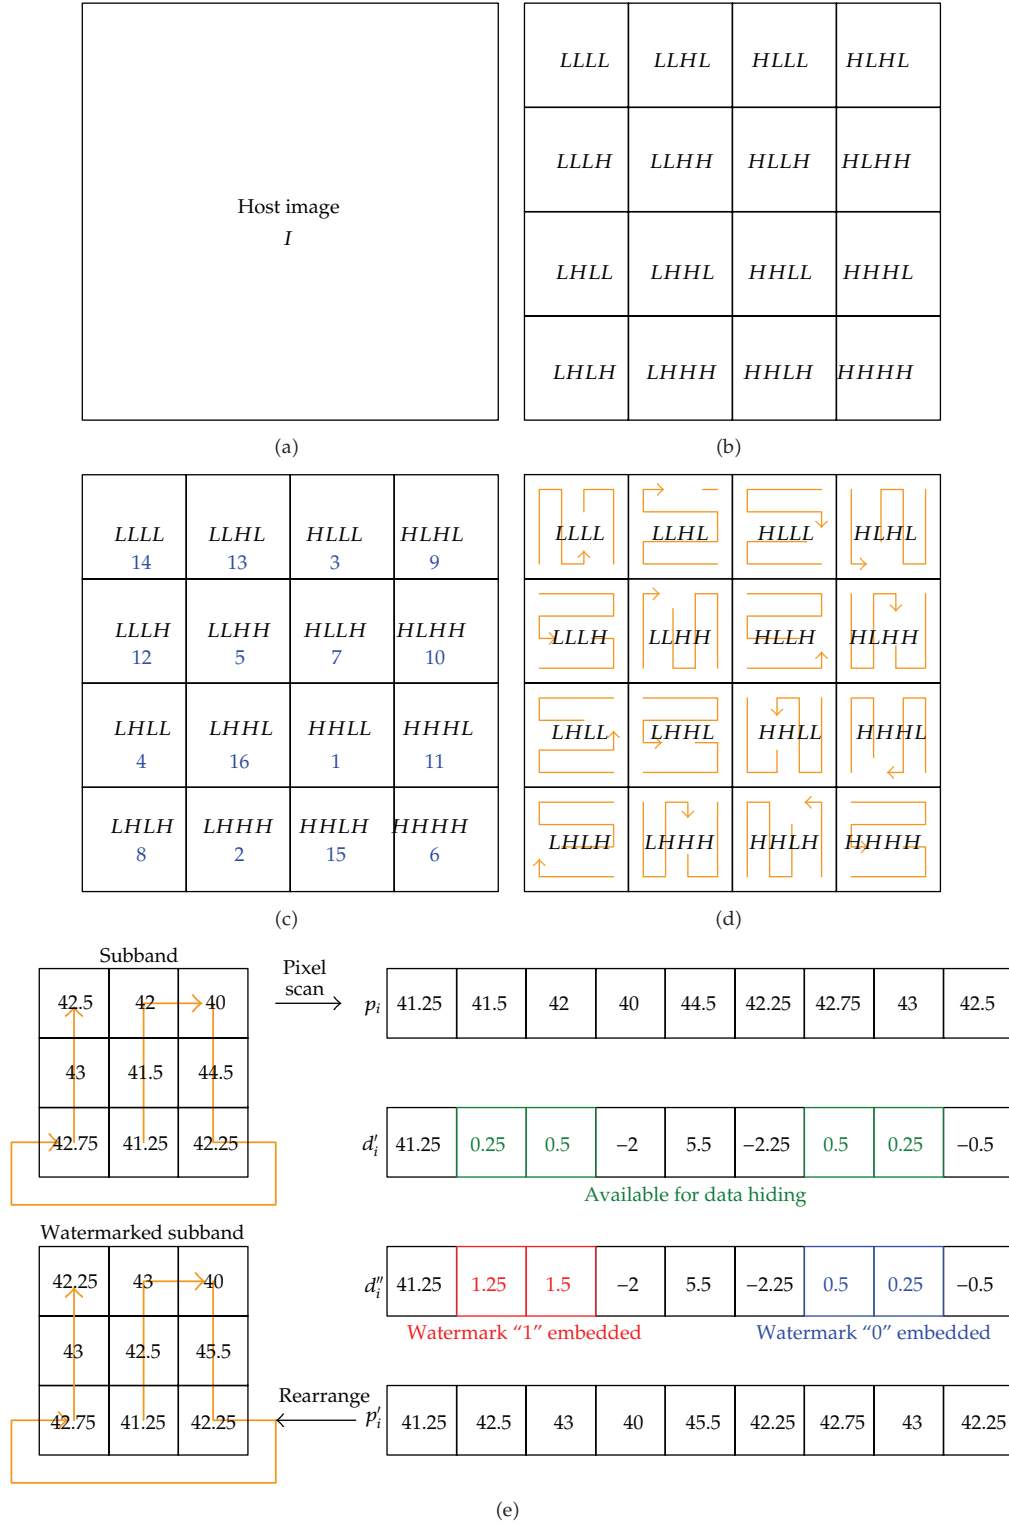 Host image
I
(a)
LLLL LLHL HLLL HLHL
LLLH LLHH HLLH HLHH
LHLL LHHL HHLL HHHL
LHLH LHHH HHLH HHHH
(b)
LLLL LLHL HLLL HLHL
14 13 3 9
LLLH LLHH HLLH HLHH
12 5 7 10
LHLL LHHL HHLL HHHL
4 16 1 11
LHLH LHHH HHLH HHHH
8 2 15 6
(c)
LLLL LLHL HLLL HLHL
LLLH LLHH HLLH HLHH
LHLL LHHL HHLL HHHL
LHLH LHHH HHLH HHHH
(d)
Subband
42.5 42 40
43 41.5 44.5
42.75 41.25 42.25
Pixel
scan
pᵢ 41.25 41.5 42 40 44.5 42.25 42.75 43 42.5
d′ᵢ 41.25 0.25 0.5 −2 5.5 −2.25 0.5 0.25 −0.5
Available for data hiding
Watermarked subband
42.25 43 40
43 42.5 45.5
42.75 41.25 42.25
d″ᵢ 41.25 1.25 1.5 −2 5.5 −2.25 0.5 0.25 −0.5
Watermark “1” embedded
Watermark “0” embedded
Rearrange
p′ᵢ 41.25 42.5 43 40 45.5 42.25 42.75 43 42.25
(e)